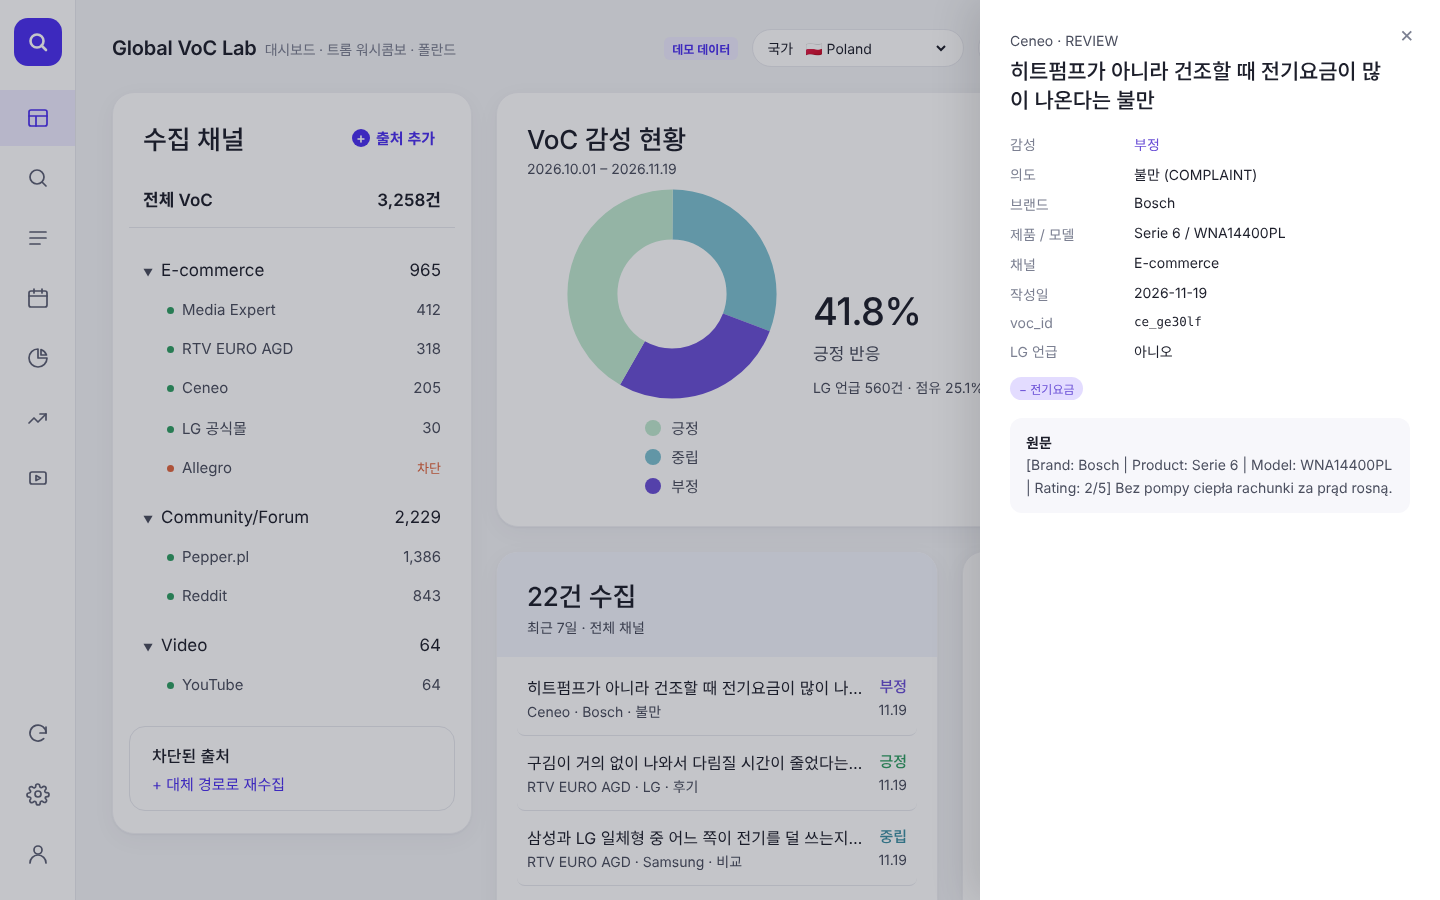 Global VoC Lab 대시보드 · 트롬 워시콤보 · 폴란드
데모 데이터
국가 🇵🇱 Poland
수집 채널
+ 출처 추가
전체 VoC 3,258건
▼ E-commerce 965
Media Expert 412
RTV EURO AGD 318
Ceneo 205
LG 공식몰 30
Allegro 차단
▼ Community/Forum 2,229
Pepper.pl 1,386
Reddit 843
▼ Video 64
YouTube 64
차단된 출처
+ 대체 경로로 재수집
VoC 감성 현황
2026.10.01 – 2026.11.19
41.8%
긍정 반응
LG 언급 560건 · 점유 25.1%
긍정
중립
부정
22건 수집
최근 7일 · 전체 채널
히트펌프가 아니라 건조할 때 전기요금이 많이 나... 부정
Ceneo · Bosch · 불만 11.19
구김이 거의 없이 나와서 다림질 시간이 줄었다는... 긍정
RTV EURO AGD · LG · 후기 11.19
삼성과 LG 일체형 중 어느 쪽이 전기를 덜 쓰는지... 중립
RTV EURO AGD · Samsung · 비교 11.19
Ceneo · REVIEW
×
히트펌프가 아니라 건조할 때 전기요금이 많
이 나온다는 불만
감성 부정
의도 불만 (COMPLAINT)
브랜드 Bosch
제품 / 모델 Serie 6 / WNA14400PL
채널 E-commerce
작성일 2026-11-19
voc_id ce_ge30lf
LG 언급 아니오
− 전기요금
원문
[Brand: Bosch | Product: Serie 6 | Model: WNA14400PL
| Rating: 2/5] Bez pompy ciepła rachunki za prąd rosną.